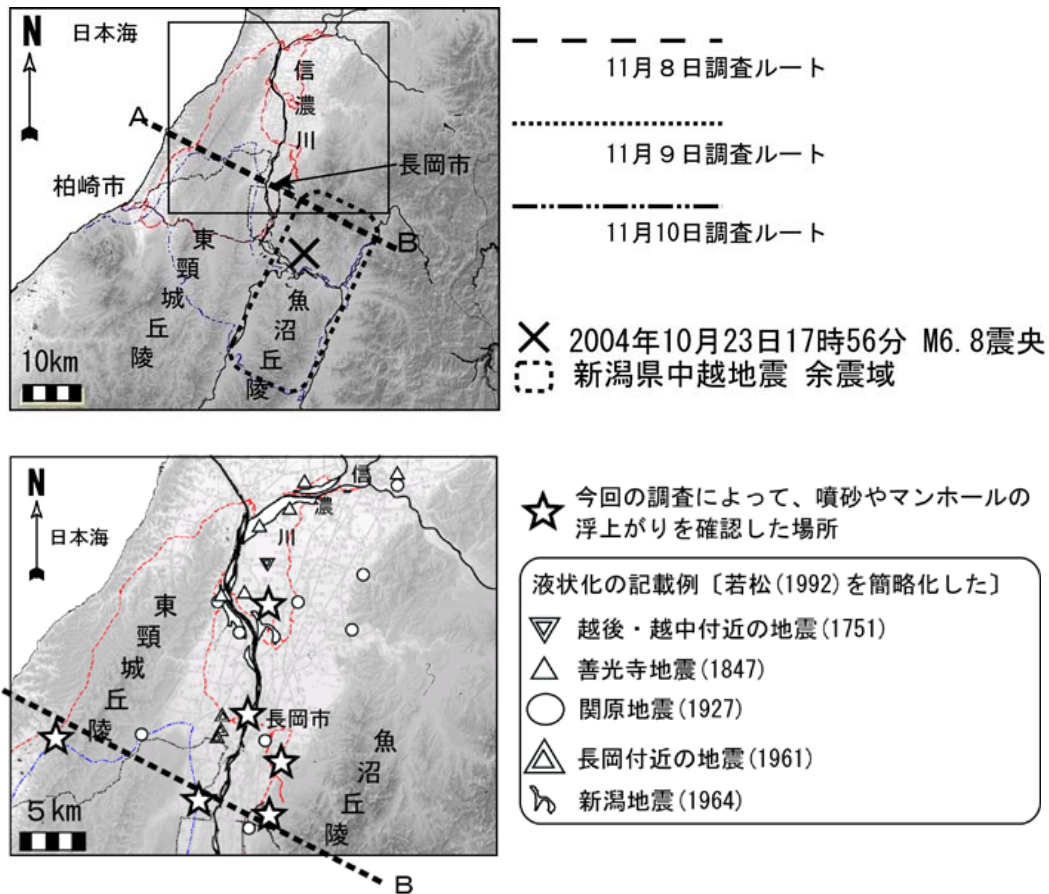 N
日本海
信濃川
A
長岡市
柏崎市
B
東頸城丘陵
魚沼丘陵
10km
11月8日調査ルート
11月9日調査ルート
11月10日調査ルート
2004年10月23日17時56分 M6.8震央
新潟県中越地震 余震域
N
日本海
信濃川
東頸城丘陵
長岡市
魚沼丘陵
5km
B
今回の調査によって、噴砂やマンホールの
浮上がりを確認した場所
液状化の記載例〔若松(1992)を簡略化した〕
越後・越中付近の地震(1751)
善光寺地震(1847)
関原地震(1927)
長岡付近の地震(1961)
新潟地震(1964)